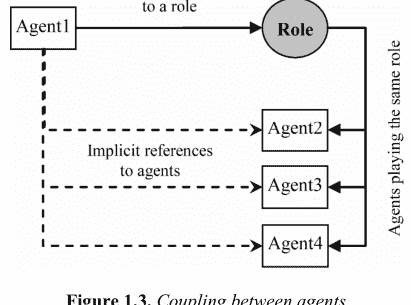 to a role
Agent1
Role
Agent2
Implicit references
to agents
Agent3
Agent4
Agents playing the same role
Figure 1.3. Coupling between agents